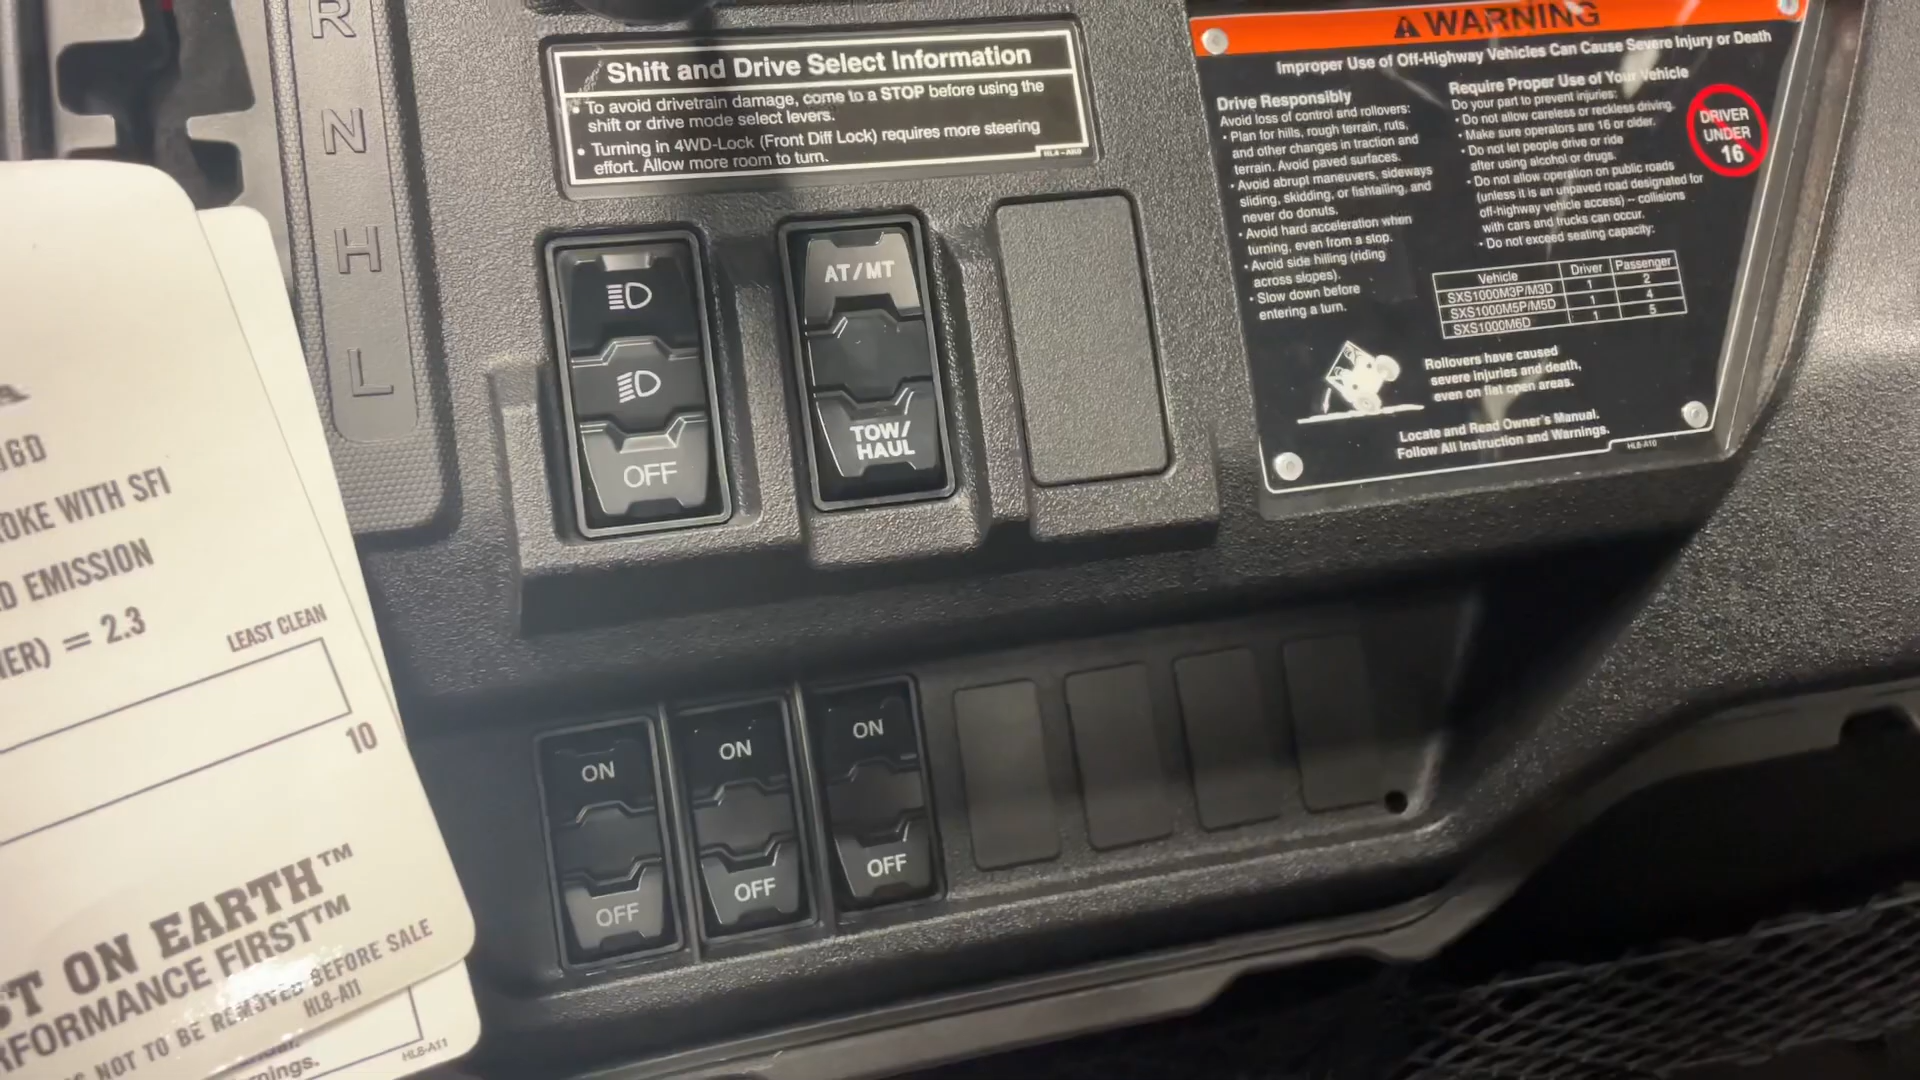 R
N
H
L
Shift and Drive Select Information
• To avoid drivetrain damage, come to a STOP before using the
shift or drive mode select levers.
• Turning in 4WD-Lock (Front Diff Lock) requires more steering
effort. Allow more room to turn.
WARNING
Improper Use of Off-Highway Vehicles Can Cause Severe Injury or Death
Drive Responsibly
Avoid loss of control and rollovers:
• Plan for hills, rough terrain, ruts,
and other changes in traction and
terrain. Avoid paved surfaces.
• Avoid abrupt maneuvers, sideways
sliding, skidding, or fishtailing, and
never do donuts.
• Avoid hard acceleration when
turning, even from a stop.
• Avoid side hilling (riding
across slopes).
• Slow down before
entering a turn.
Require Proper Use of Your Vehicle
Do your part to prevent injuries:
• Do not allow careless or reckless driving.
• Make sure operators are 16 or older.
• Do not let people drive or ride
after using alcohol or drugs.
• Do not allow operation on public roads
(unless it is an unpaved road designated for
off-highway vehicle access) – collisions
with cars and trucks can occur.
• Do not exceed seating capacity:
DRIVER
UNDER
16
Vehicle Driver Passenger
SXS1000M3P/M3D 1 2
SXS1000M5P/M5D 1 4
SXS1000M6D 1 5
Rollovers have caused
severe injuries and death,
even on flat open areas.
Locate and Read Owner's Manual.
Follow All Instruction and Warnings.
HL6-A10
OFF
AT/MT
TOW/
HAUL
ON
OFF
ON
OFF
ON
OFF
A
16D
OKE WITH SFI
D EMISSION
NER) = 2.3
LEAST CLEAN
10
ST ON EARTH™
RFORMANCE FIRST™
NOT TO BE REMOVED BEFORE SALE
HL8-A11
HL8-A11
nings.